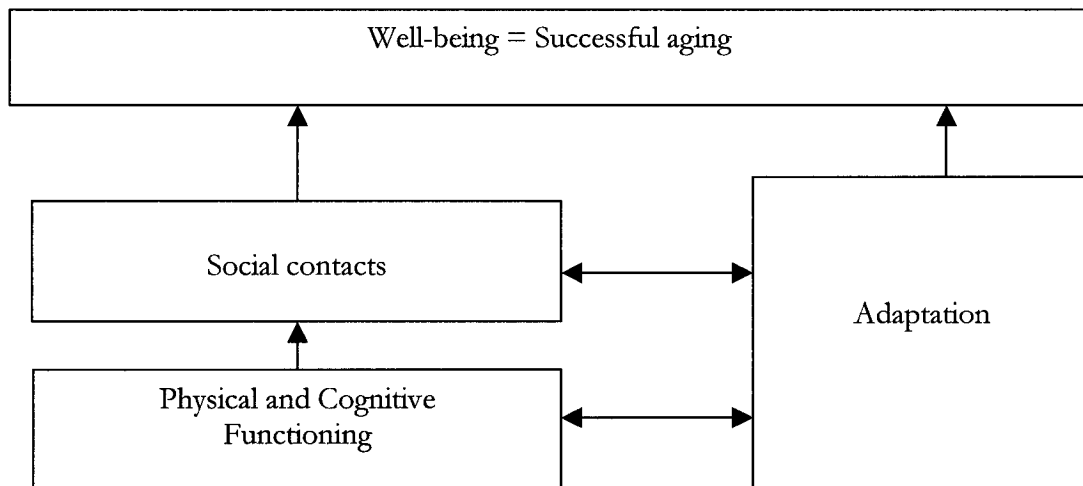 Well-being = Successful aging
Social contacts
Adaptation
Physical and Cognitive
Functioning